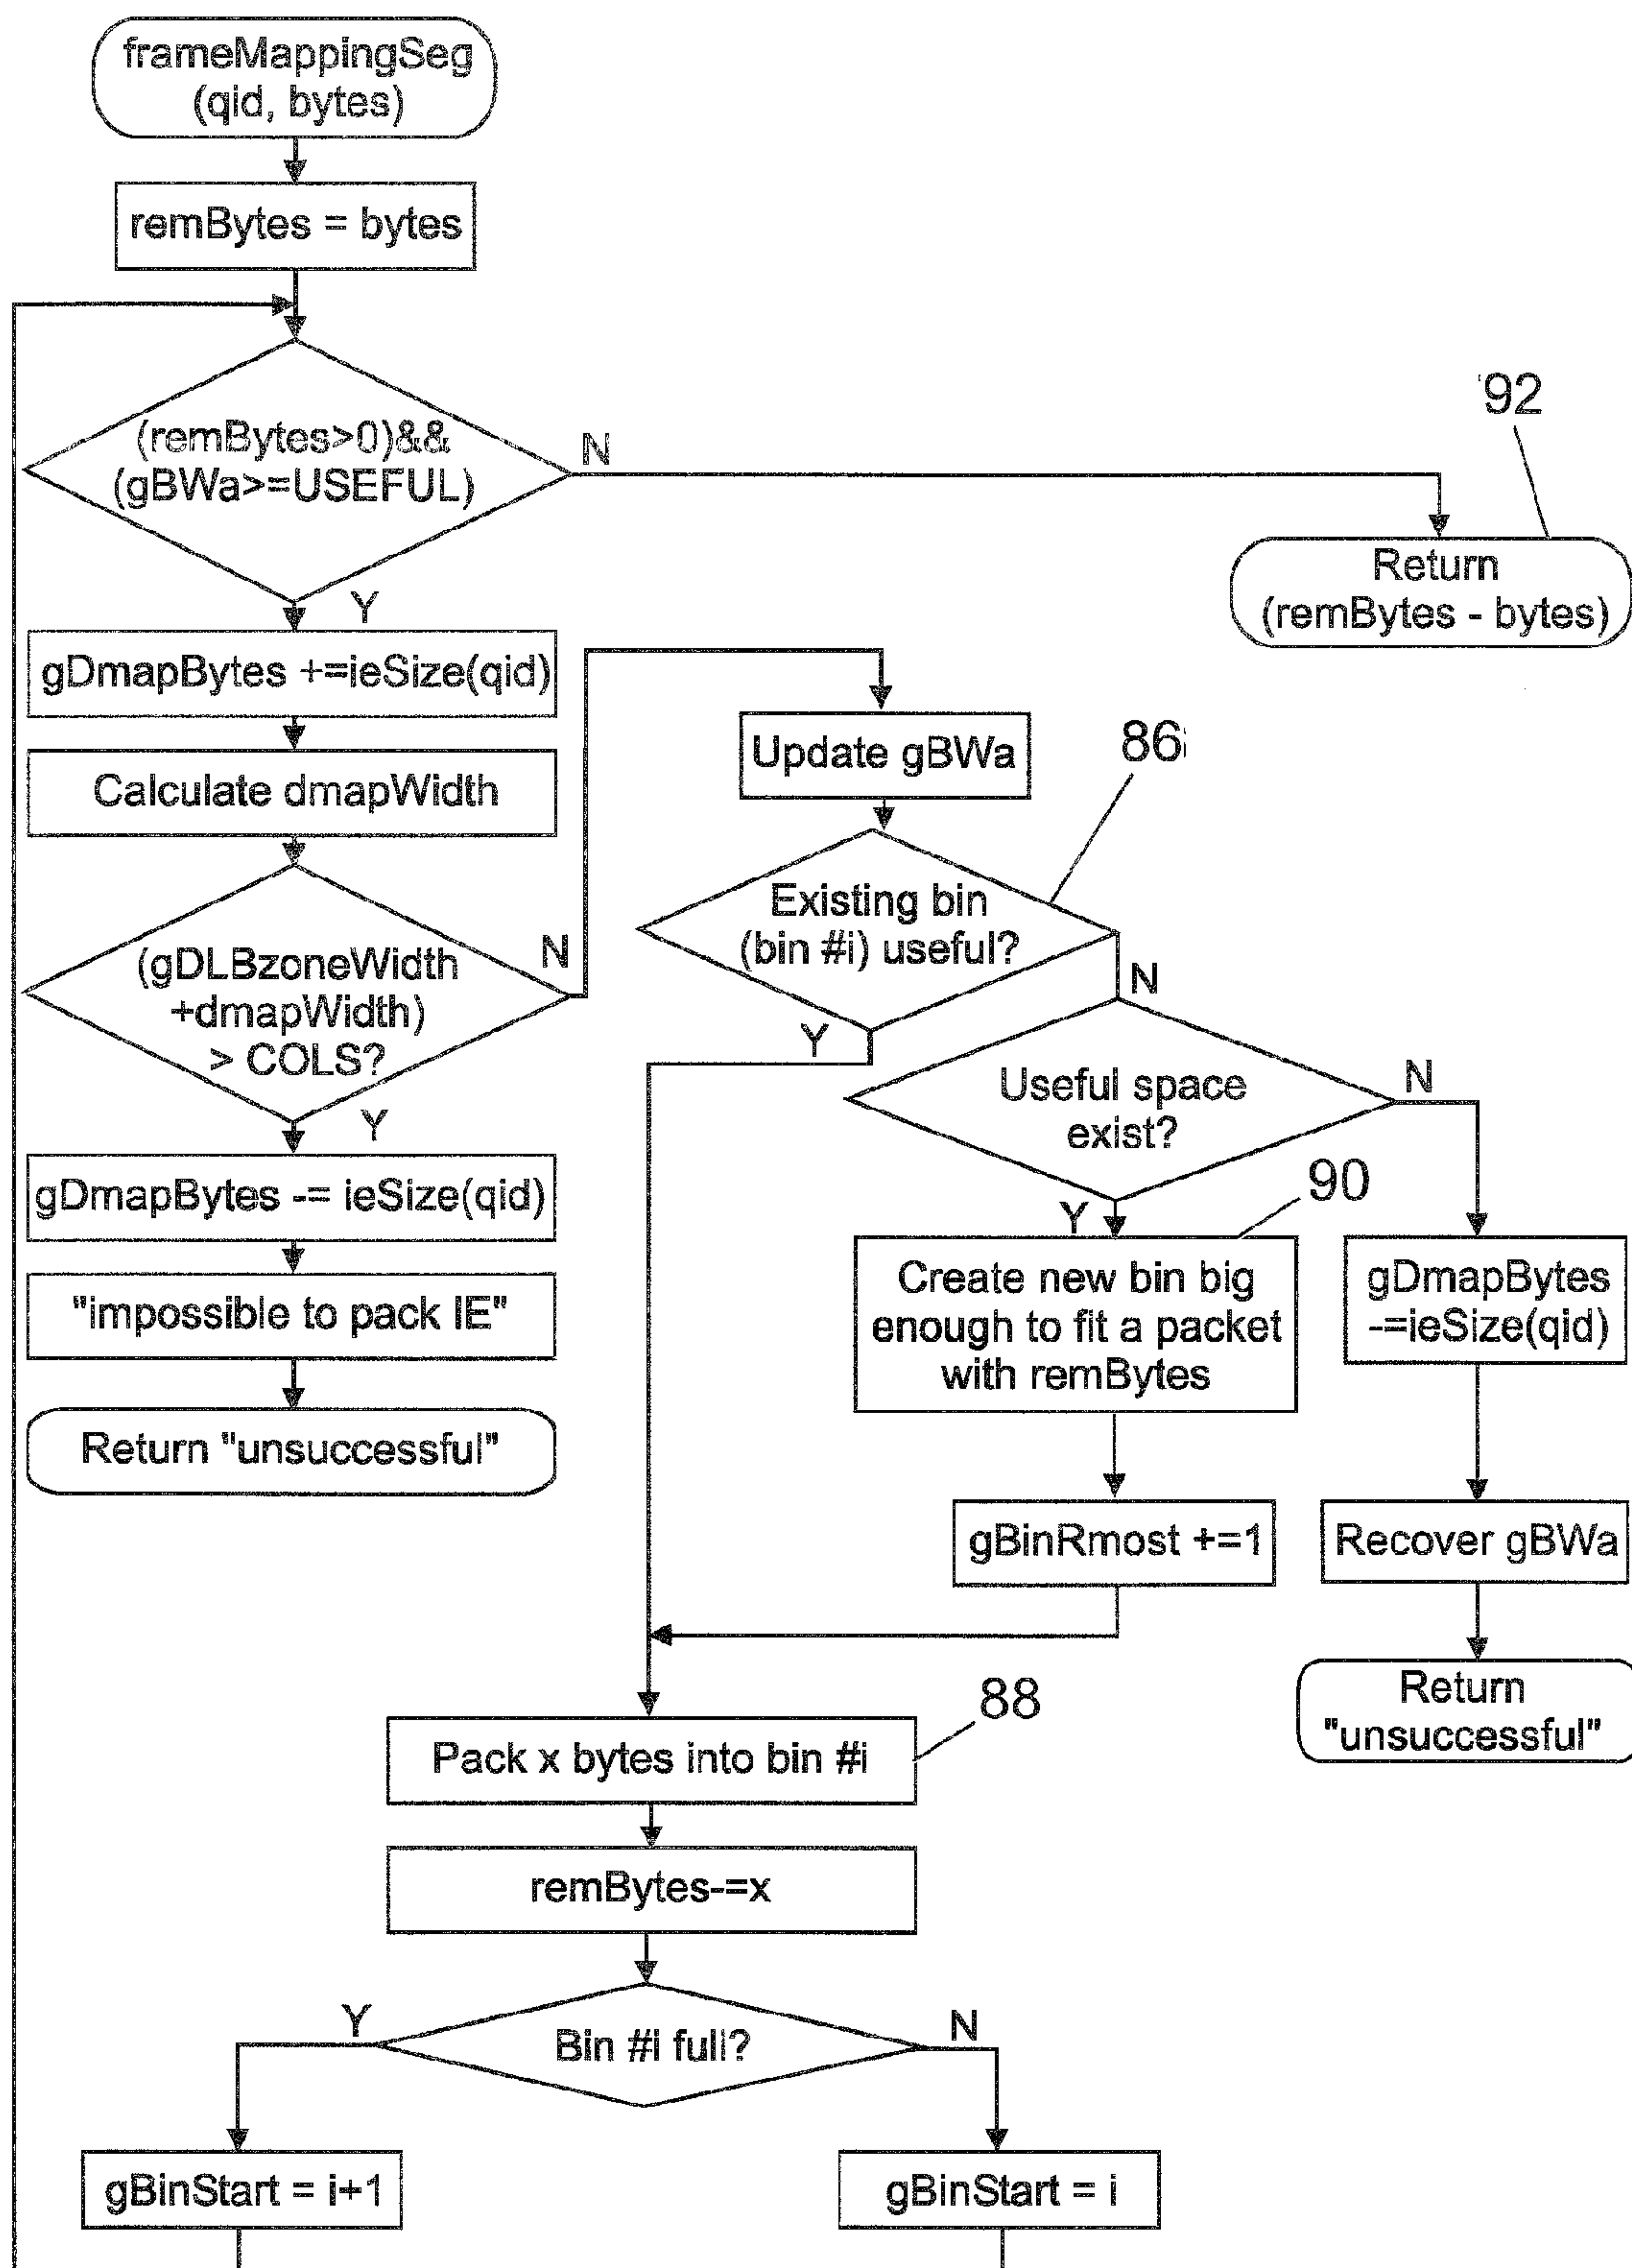 frameMappingSeg
(qid, bytes)
remBytes = bytes
(remBytes>0)&&
(gBWa>=USEFUL)
N
92
Return
(remBytes - bytes)
Y
gDmapBytes +=ieSize(qid)
Calculate dmapWidth
Update gBWa
86
(gDLBzoneWidth
+dmapWidth)
> COLS?
N
Existing bin
(bin #i) useful?
N
Y
Y
Useful space
exist?
N
gDmapBytes -= ieSize(qid)
"impossible to pack IE"
Return "unsuccessful"
Y
90
Create new bin big
enough to fit a packet
with remBytes
gDmapBytes
-=ieSize(qid)
gBinRmost +=1
Recover gBWa
Return
"unsuccessful"
88
Pack x bytes into bin #i
remBytes-=x
Y
Bin #i full?
N
gBinStart = i+1
gBinStart = i